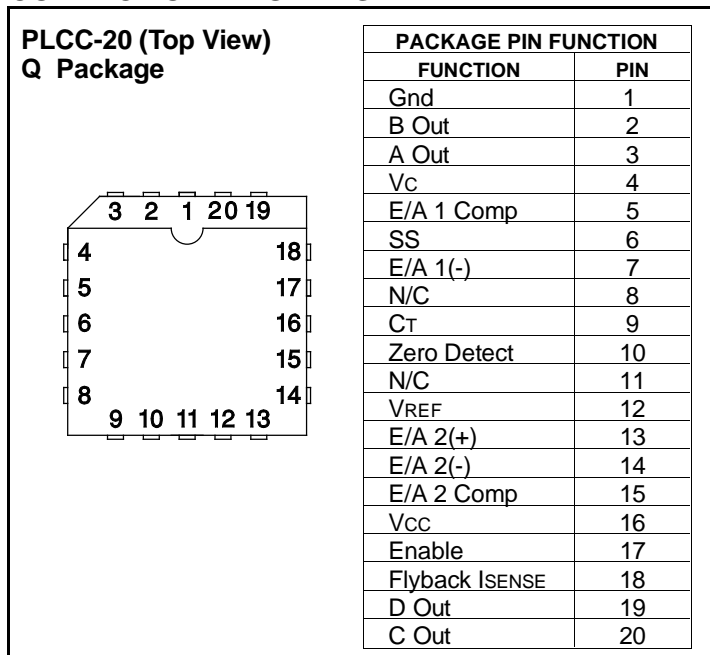 PLCC-20 (Top View)
Q Package
3 2 1 20 19
4 18
5 17
6 16
7 15
8 14
9 10 11 12 13
PACKAGE PIN FUNCTION
FUNCTION PIN
Gnd 1
B Out 2
A Out 3
VC 4
E/A 1 Comp 5
SS 6
E/A 1(-) 7
N/C 8
CT 9
Zero Detect 10
N/C 11
VREF 12
E/A 2(+) 13
E/A 2(-) 14
E/A 2 Comp 15
VCC 16
Enable 17
Flyback ISENSE 18
D Out 19
C Out 20